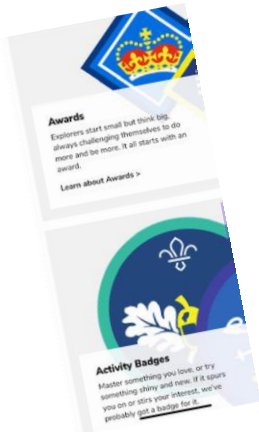 Awards
Explorers start small but think big,
always challenging themselves to do
more and be more. It all starts with an
award.
Learn about Awards >
Activity Badges
Master something you love, or try
something shiny and new. If it spurs
you on or stirs your interest, we've
probably got a badge for it.